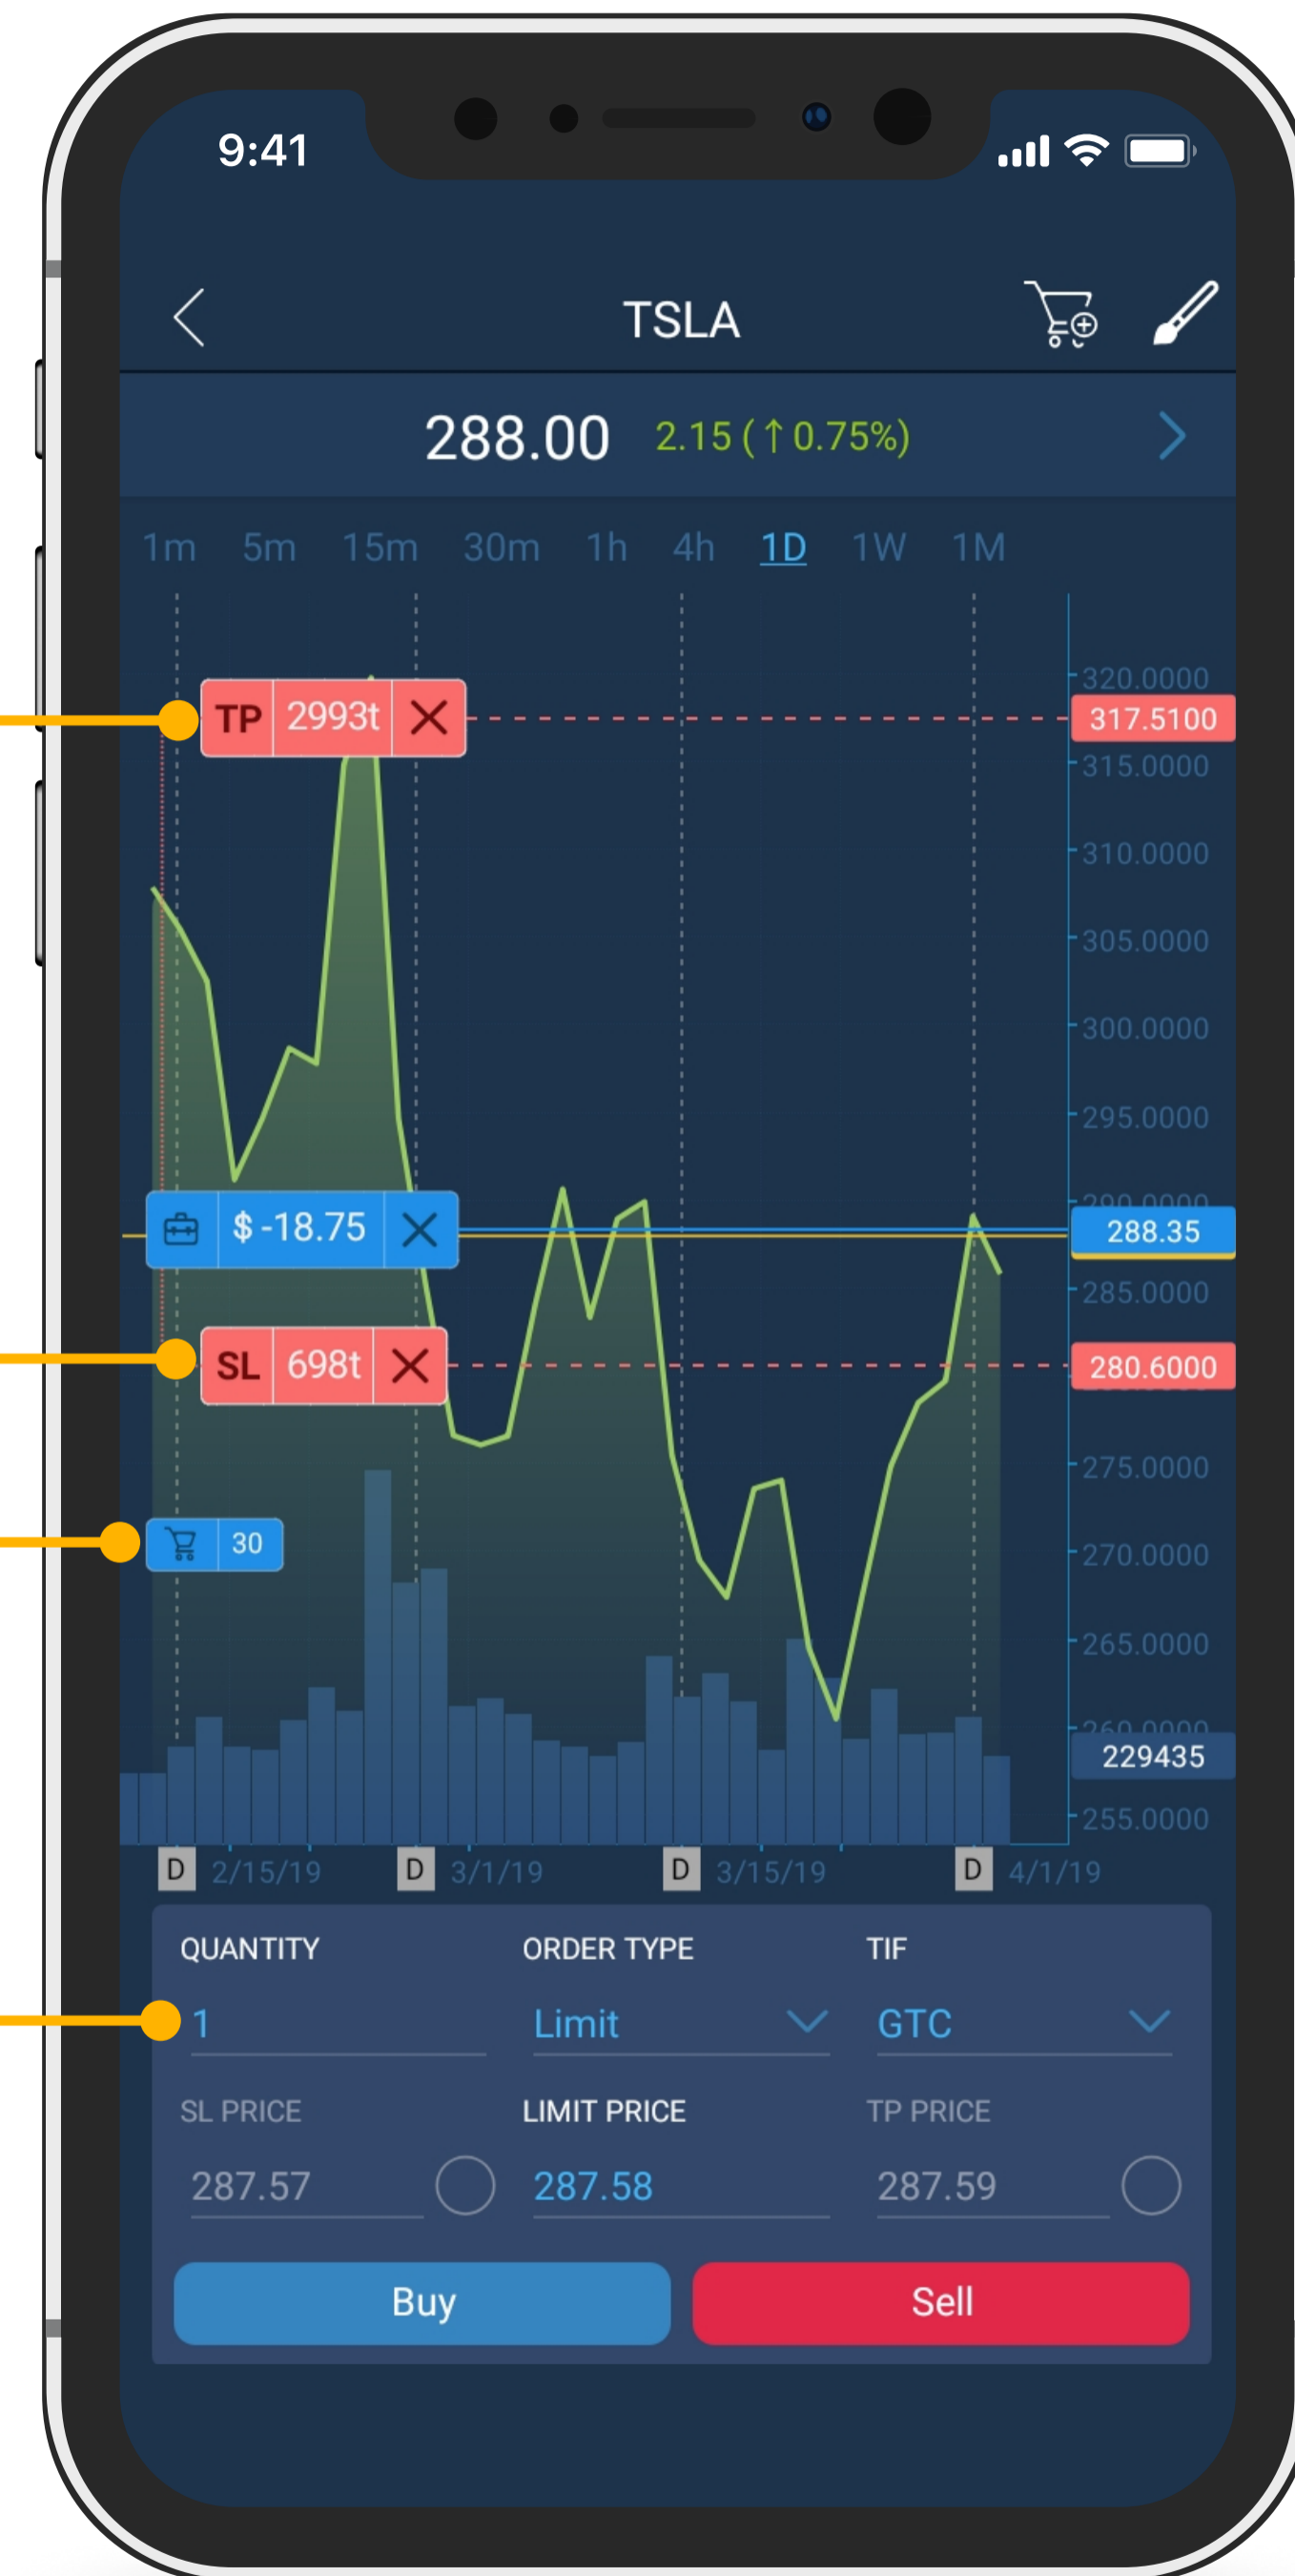 9:41
TSLA
288.00 2.15 (↑0.75%)
1m 5m 15m 30m 1h 4h 1D 1W 1M
320.0000
TP 2993t 317.5100
315.0000
310.0000
305.0000
300.0000
295.0000
290.0000
$ -18.75 288.35
285.0000
SL 698t 280.6000
275.0000
30
270.0000
265.0000
260.0000
229435
255.0000
D 2/15/19 D 3/1/19 D 3/15/19 D 4/1/19
QUANTITY ORDER TYPE TIF
1 Limit GTC
SL PRICE LIMIT PRICE TP PRICE
287.57 287.58 287.59
Buy Sell